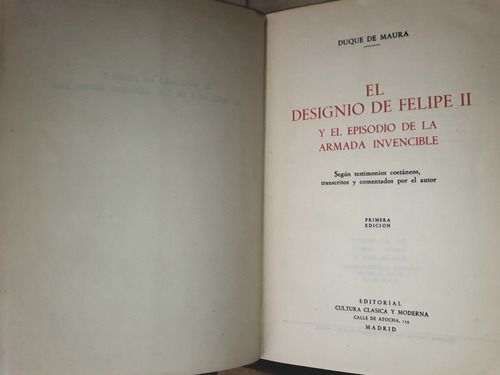 DUQUE DE MAURA
EL
DESIGNIO DE FELIPE II
Y EL EPISODIO DE LA
ARMADA INVENCIBLE
Según testimonios coetáneos,
transcritos y comentados por el autor
PRIMERA
EDICION
EDITORIAL
CULTURA CLASICA Y MODERNA
CALLE DE ATOCHA, 113
MADRID